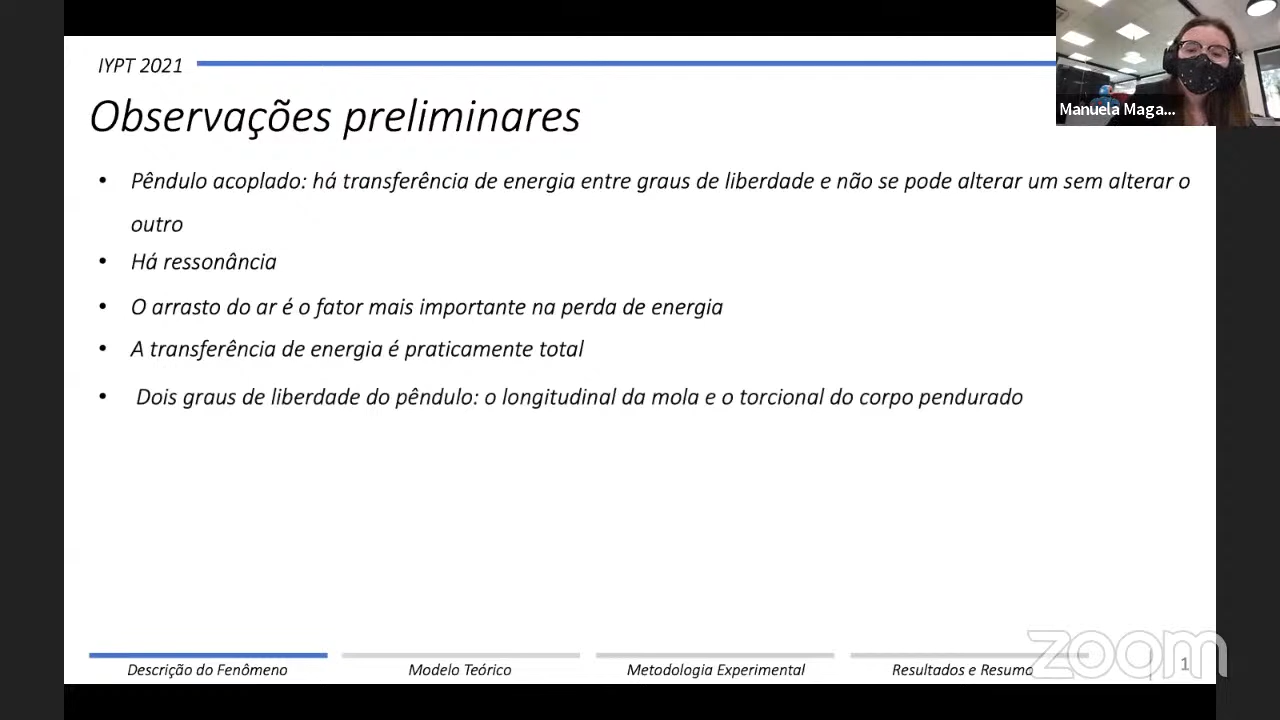 IYPT 2021
Manuela Maga...
Observações preliminares
• Pêndulo acoplado: há transferência de energia entre graus de liberdade e não se pode alterar um sem alterar o
outro
• Há ressonância
• O arrasto do ar é o fator mais importante na perda de energia
• A transferência de energia é praticamente total
• Dois graus de liberdade do pêndulo: o longitudinal da mola e o torcional do corpo pendurado
Descrição do Fenômeno
Modelo Teórico
Metodologia Experimental
Resultados e Resumo
zoom
1